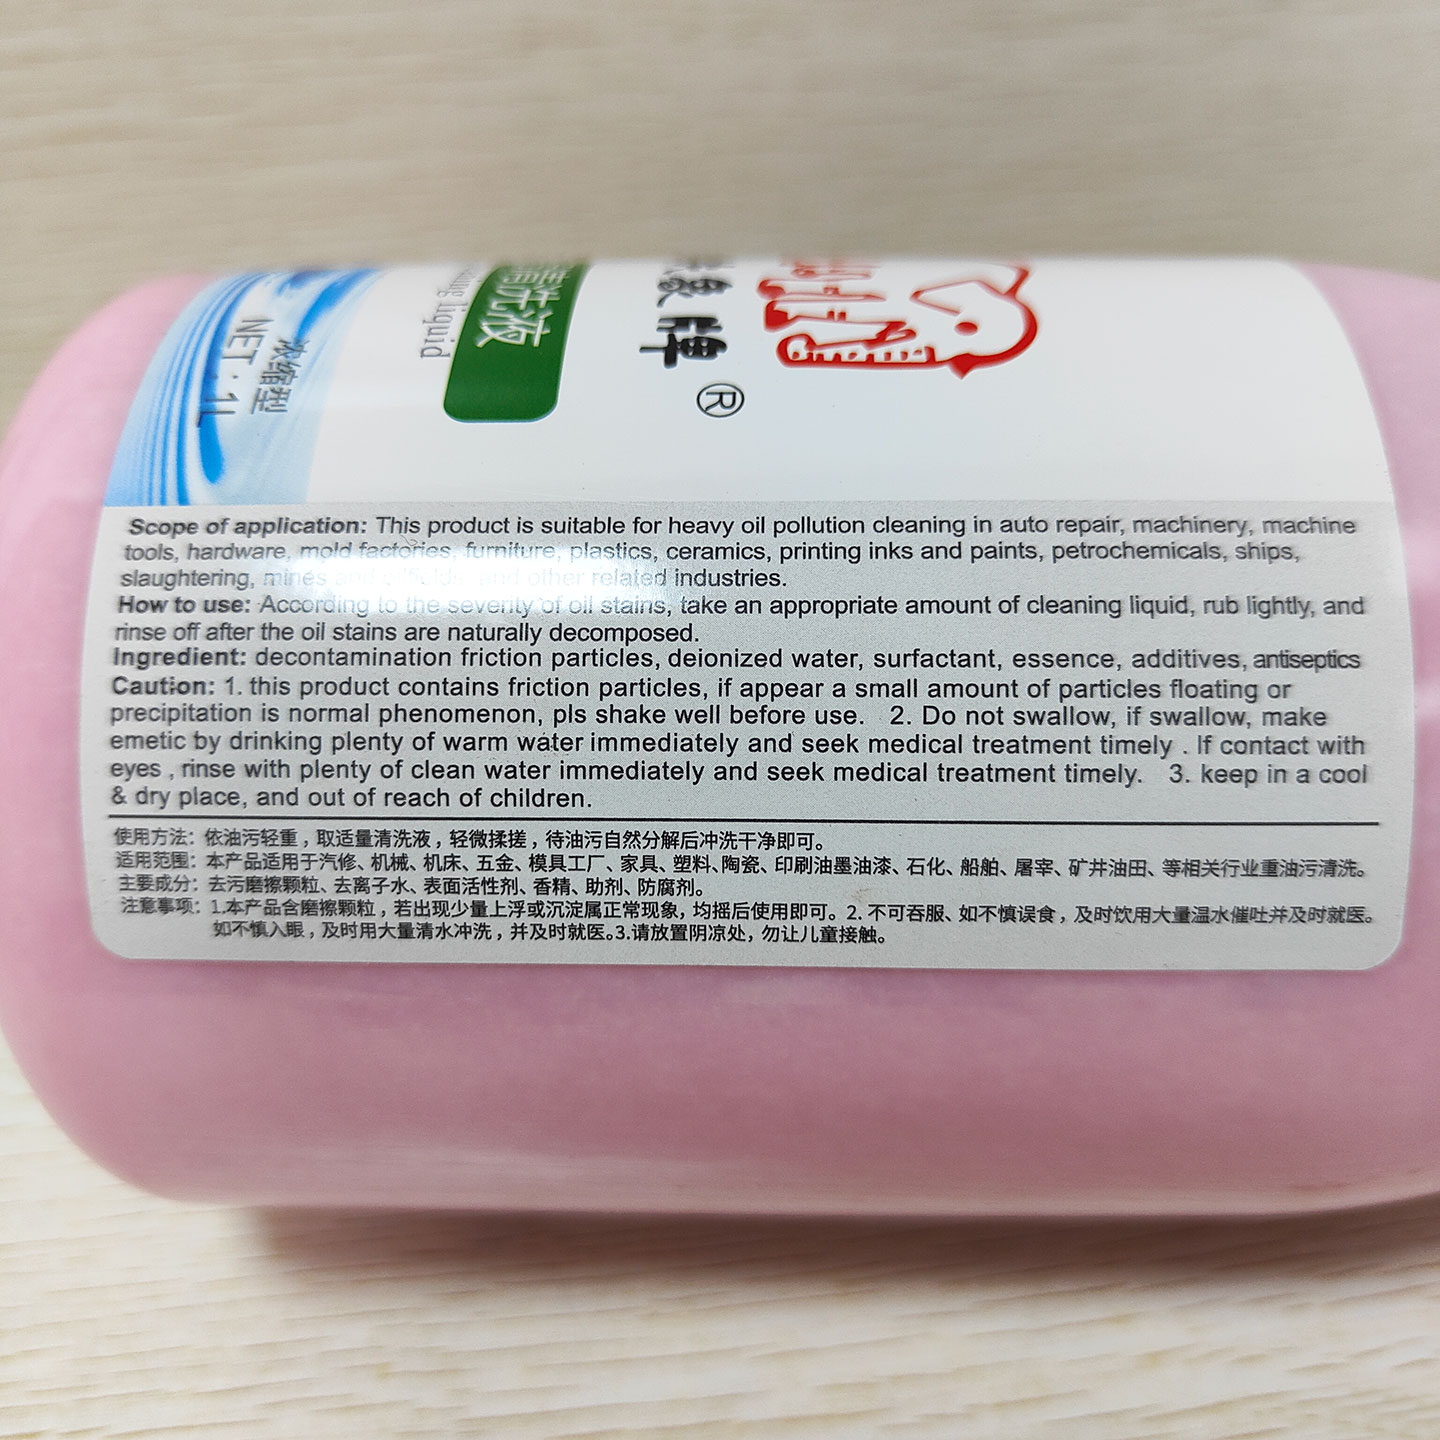 象牌
®
清洗液
liquid
浓缩型
NET：1L
Scope of application: This product is suitable for heavy oil pollution cleaning in auto repair, machinery, machine
tools, hardware, mold factories, furniture, plastics, ceramics, printing inks and paints, petrochemicals, ships,
slaughtering, mines and oilfields, and other related industries.
How to use: According to the severity of oil stains, take an appropriate amount of cleaning liquid, rub lightly, and
rinse off after the oil stains are naturally decomposed.
Ingredient: decontamination friction particles, deionized water, surfactant, essence, additives, antiseptics
Caution: 1. this product contains friction particles, if appear a small amount of particles floating or
precipitation is normal phenomenon, pls shake well before use. 2. Do not swallow, if swallow, make
emetic by drinking plenty of warm water immediately and seek medical treatment timely . If contact with
eyes , rinse with plenty of clean water immediately and seek medical treatment timely. 3. keep in a cool
& dry place, and out of reach of children.
使用方法：依油污轻重，取适量清洗液，轻微揉搓，待油污自然分解后冲洗干净即可。
适用范围：本产品适用于汽修、机械、机床、五金、模具工厂、家具、塑料、陶瓷、印刷油墨油漆、石化、船舶、屠宰、矿井油田、等相关行业重油污清洗。
主要成分：去污磨擦颗粒、去离子水、表面活性剂、香精、助剂、防腐剂。
注意事项：1.本产品含磨擦颗粒，若出现少量上浮或沉淀属正常现象，均摇后使用即可。2. 不可吞服、如不慎误食，及时饮用大量温水催吐并及时就医。
如不慎入眼，及时用大量清水冲洗，并及时就医。3.请放置阴凉处，勿让儿童接触。